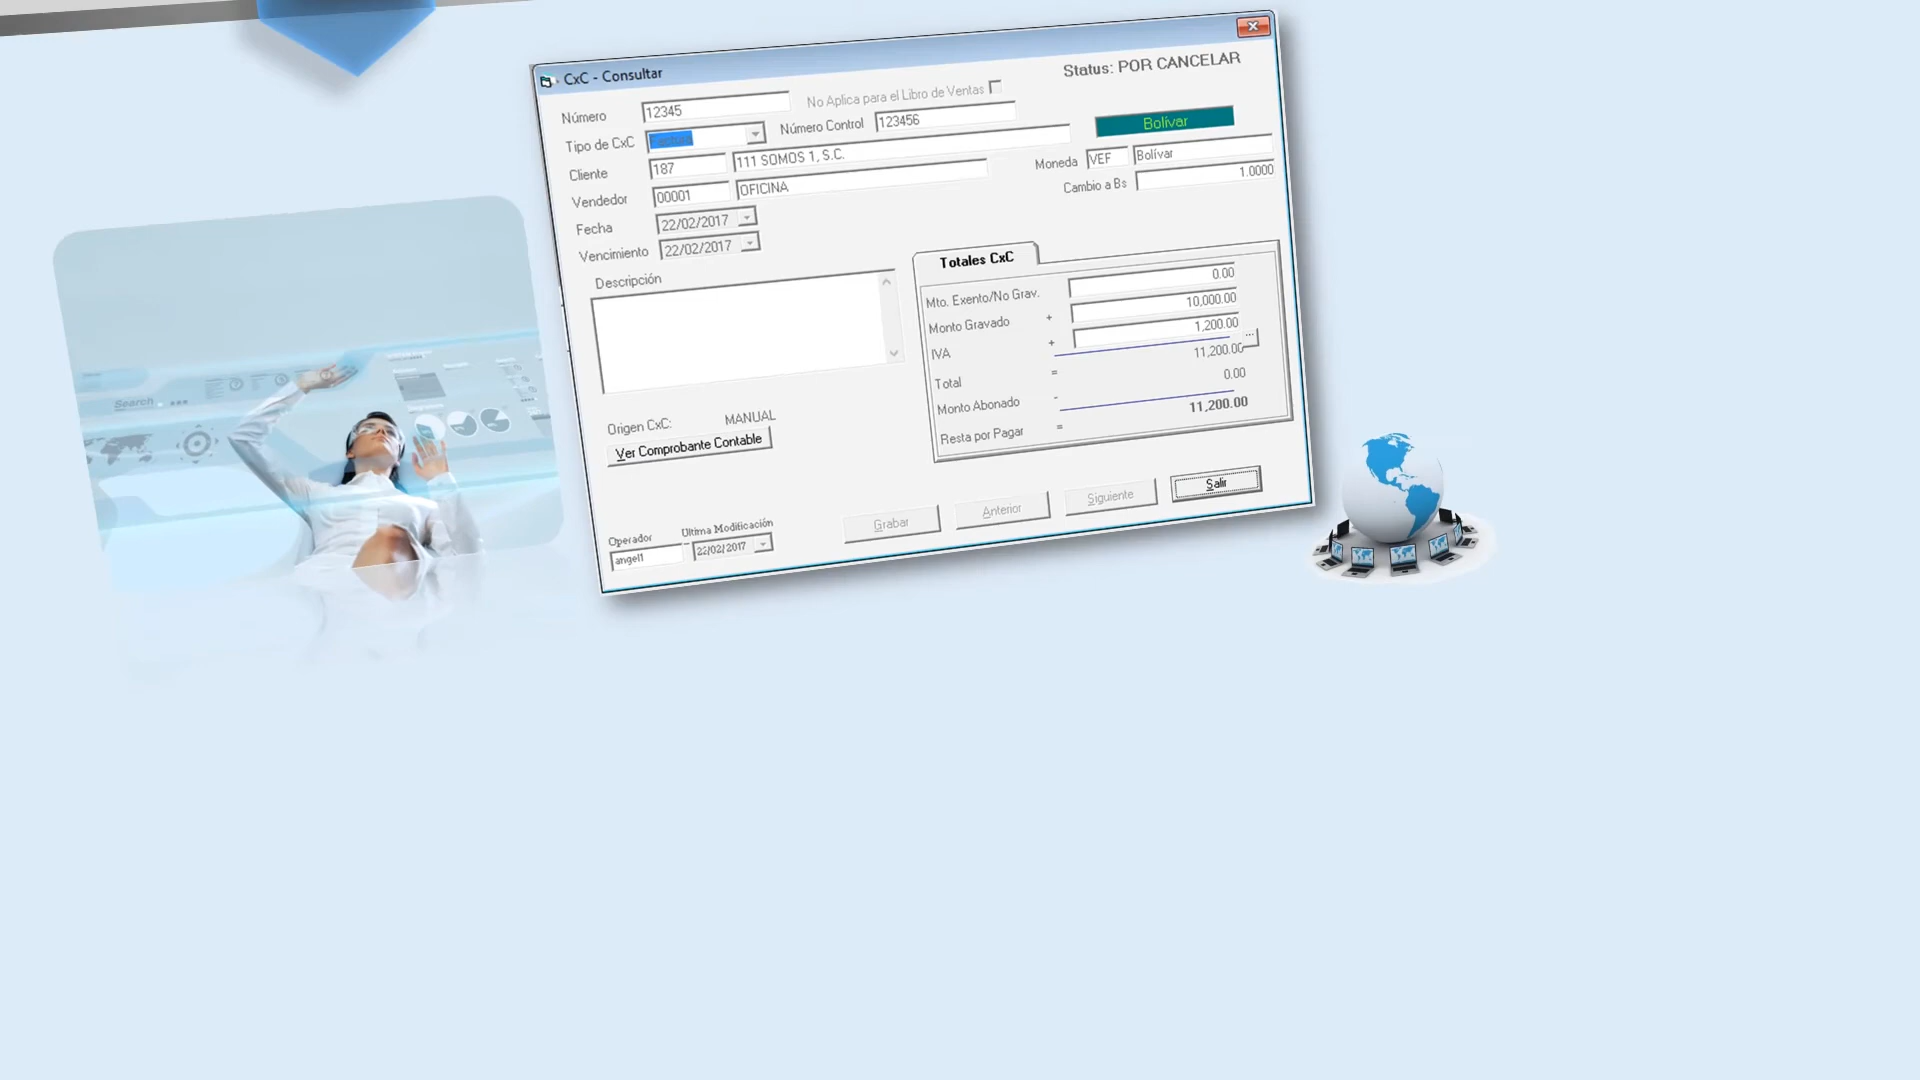 CxC - Consultar
Status: POR CANCELAR
Número 12345 No Aplica para el Libro de Ventas
Tipo de CxC Factura Número Control 123456
Bolívar
Cliente 187 111 SOMOS 1, S.C.
Moneda VEF Bolívar
Vendedor 00001 OFICINA
Cambio a Bs 1.0000
Fecha 22/02/2017
Vencimiento 22/02/2017
Descripción
Totales CxC
Mto. Exento/No Grav. 0.00
Monto Gravado + 10,000.00
IVA + 1,200.00 ...
Total = 11,200.00
Monto Abonado - 0.00
Resta por Pagar = 11,200.00
Origen CxC: MANUAL
Ver Comprobante Contable
Operador Ultima Modificación
angel1 22/02/2017
Grabar Anterior Siguiente Salir
Search